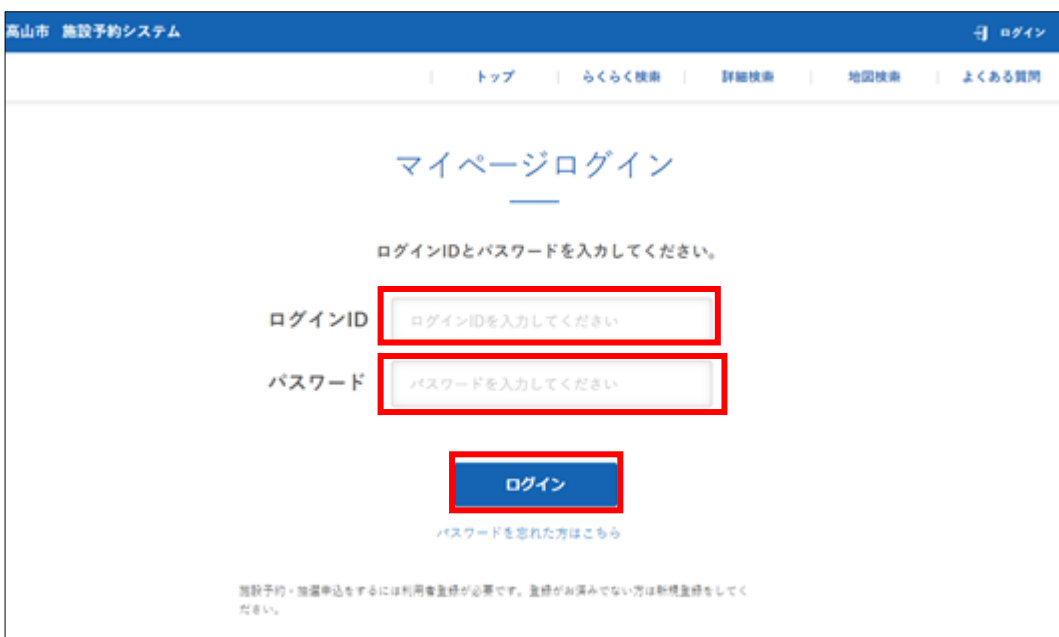 高山市 施設予約システム
ログイン
トップ
らくらく検索
詳細検索
地図検索
よくある質問
マイページログイン
ログインIDとパスワードを入力してください。
ログインID
ログインIDを入力してください
パスワード
パスワードを入力してください
ログイン
パスワードを忘れた方はこちら
施設予約・抽選申込をするには利用者登録が必要です。登録がお済みでない方は新規登録をしてく
ださい。